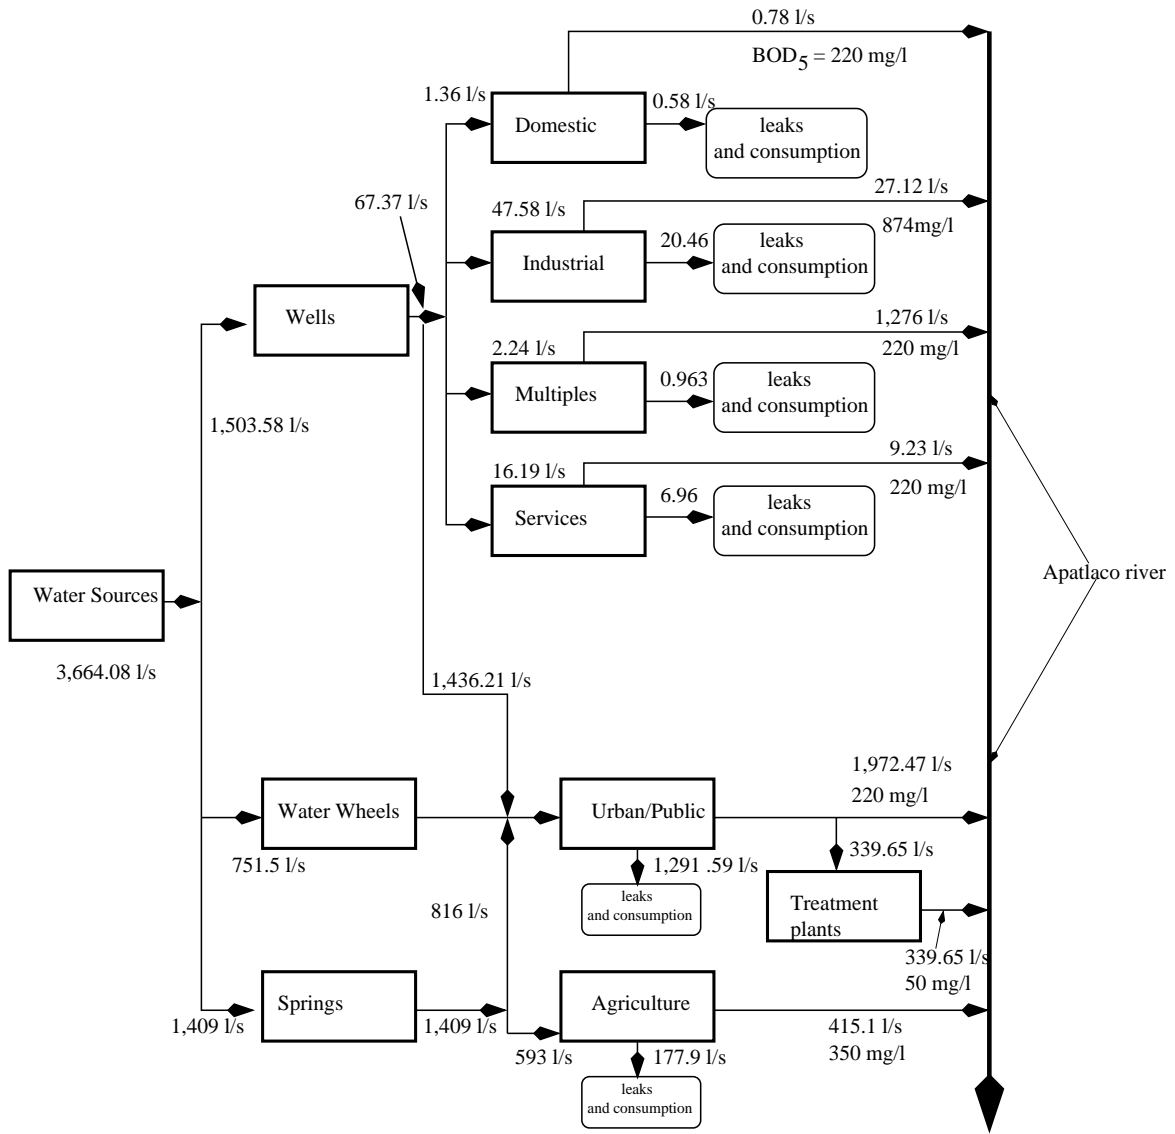 0.78 l/s
BOD5 = 220 mg/l
1.36 l/s
Domestic
0.58 l/s
leaks
and consumption
67.37 l/s
27.12 l/s
874mg/l
47.58 l/s
Industrial
20.46
leaks
and consumption
Wells
1,276 l/s
220 mg/l
2.24 l/s
Multiples
0.963
leaks
and consumption
1,503.58 l/s
9.23 l/s
220 mg/l
16.19 l/s
Services
6.96
leaks
and consumption
Apatlaco river
Water Sources
3,664.08 l/s
1,436.21 l/s
1,972.47 l/s
220 mg/l
Water Wheels
751.5 l/s
Urban/Public
1,291 .59 l/s
leaks
and consumption
339.65 l/s
Treatment
plants
816 l/s
339.65 l/s
50 mg/l
Springs
1,409 l/s
1,409 l/s
Agriculture
593 l/s
177.9 l/s
leaks
and consumption
415.1 l/s
350 mg/l